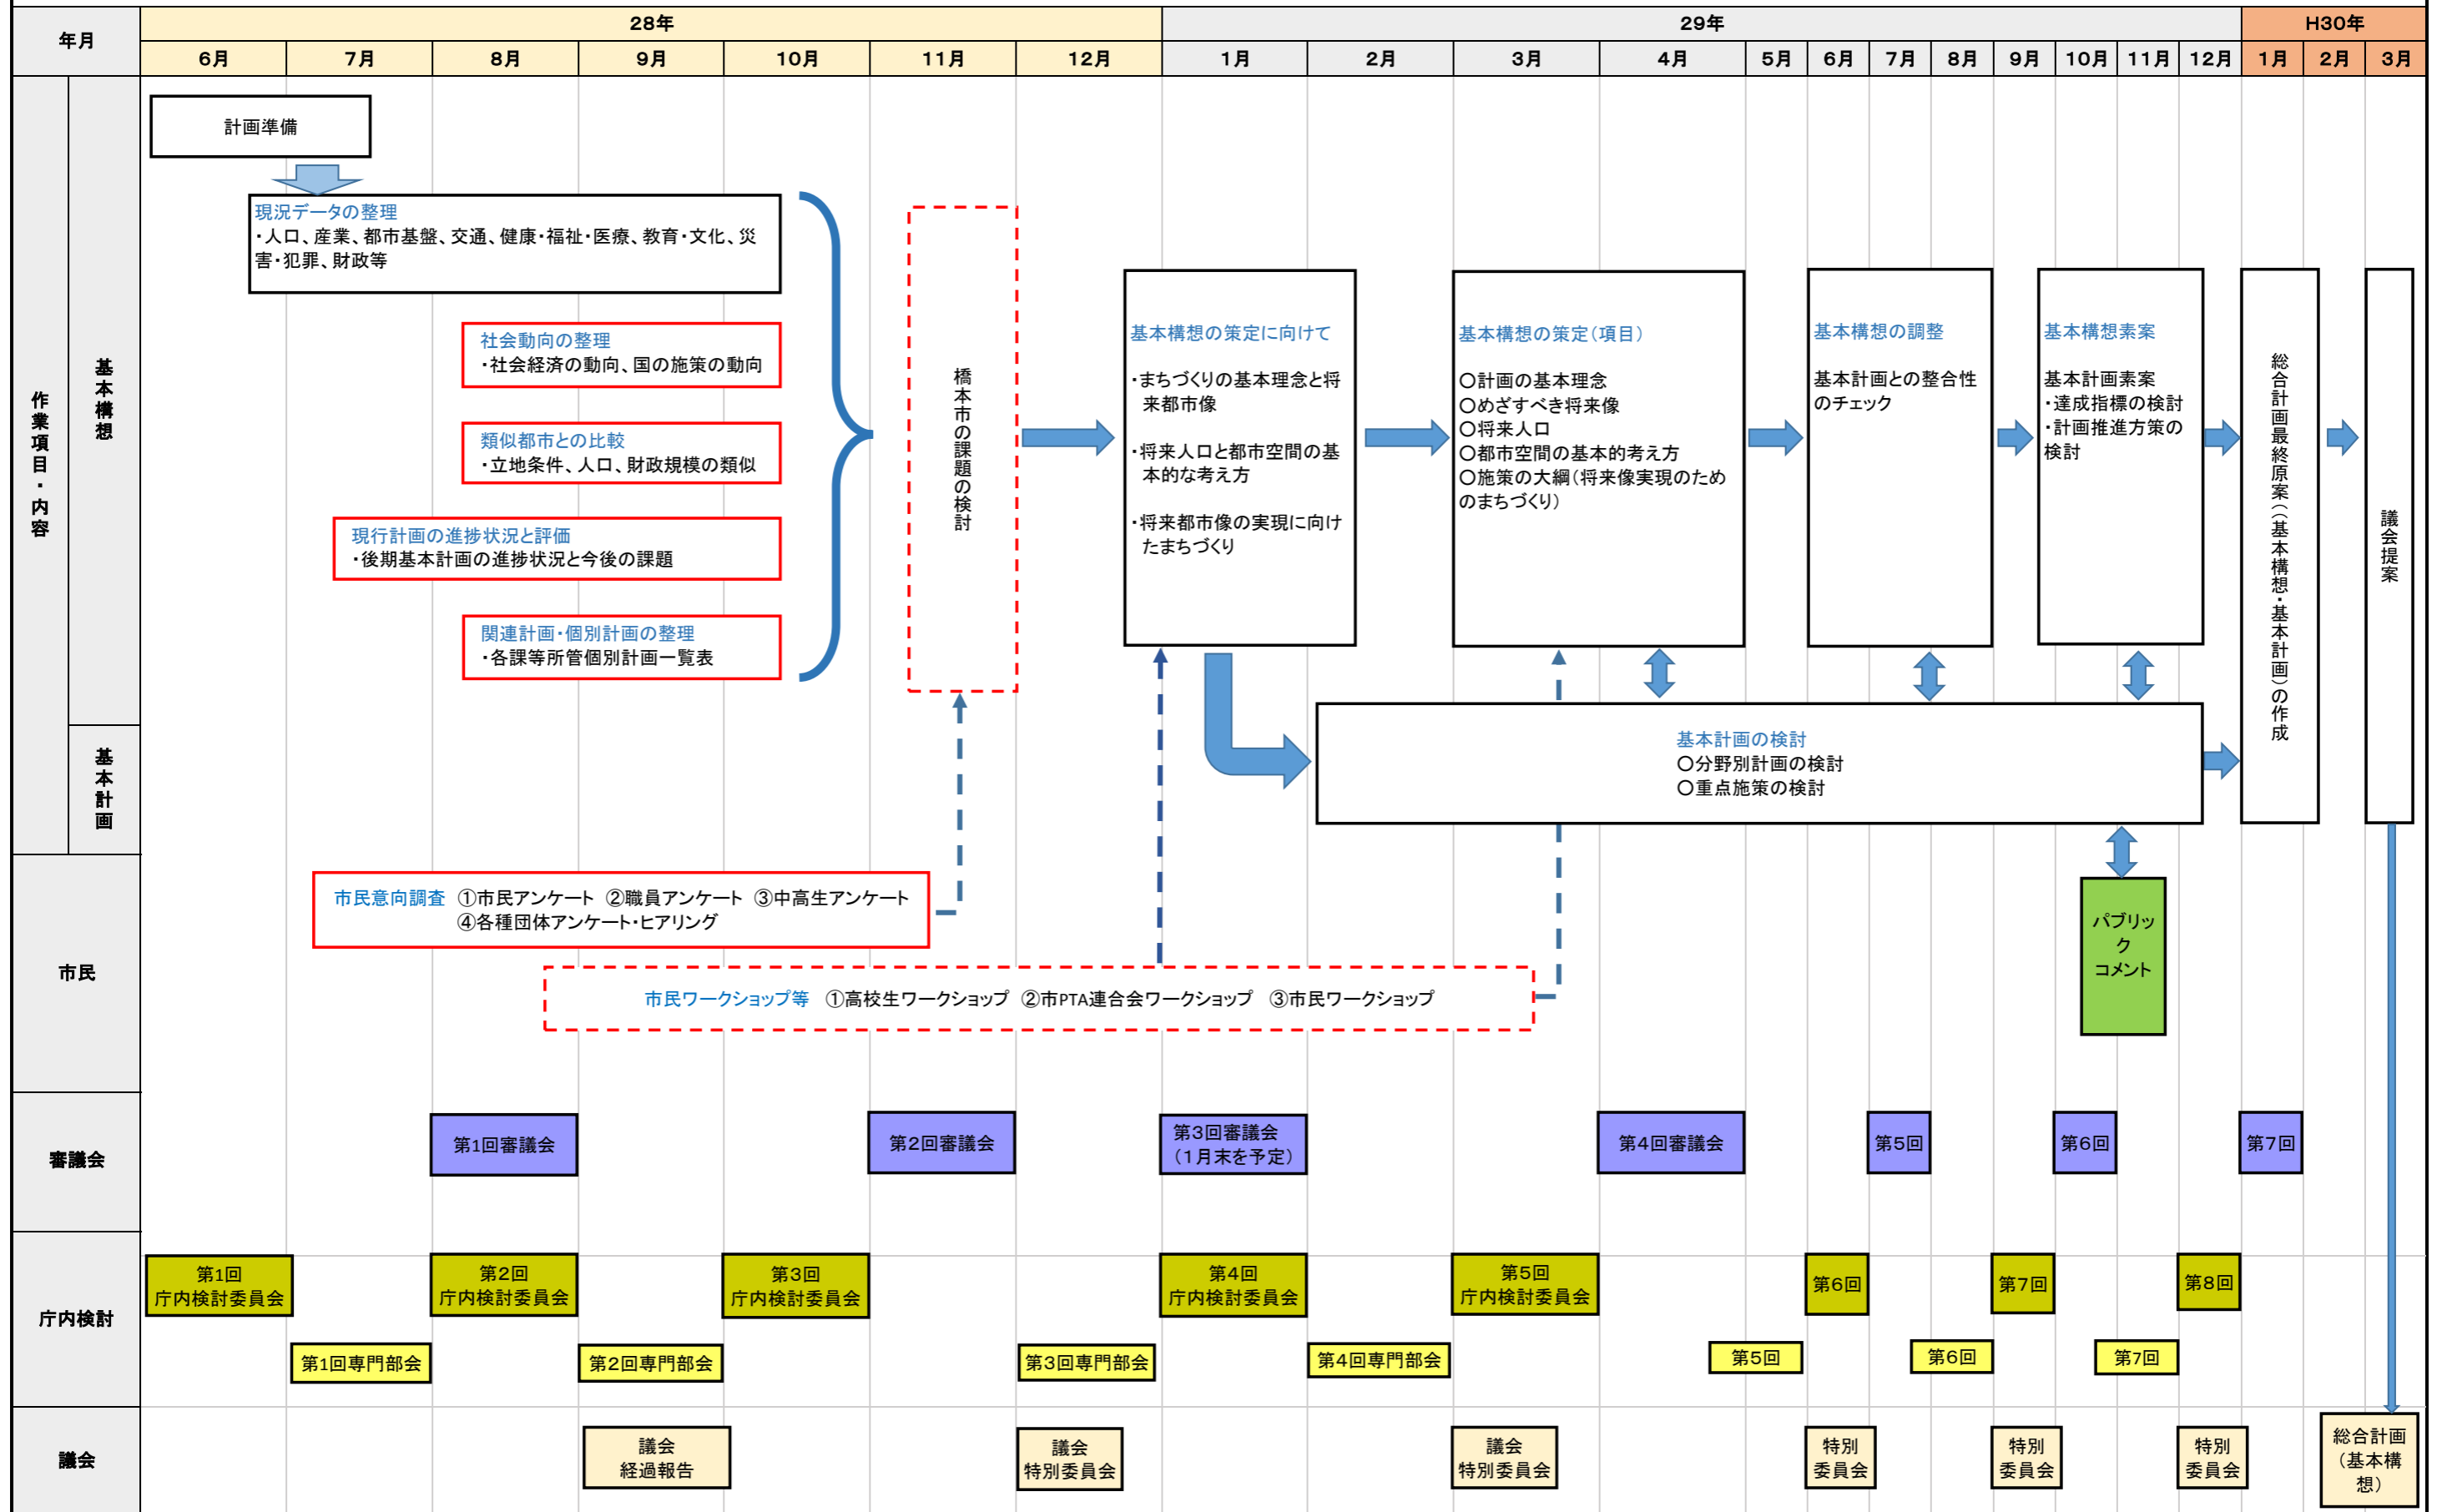 年月
28年
29年
H30年
6月
7月
8月
9月
10月
11月
12月
1月
2月
3月
4月
5月
6月
7月
8月
9月
10月
11月
12月
1月
2月
3月
作業項目・内容
基本構想
計画準備
現況データの整理
・人口、産業、都市基盤、交通、健康・福祉・医療、教育・文化、災
害・犯罪、財政等
社会動向の整理
・社会経済の動向、国の施策の動向
類似都市との比較
・立地条件、人口、財政規模の類似
現行計画の進捗状況と評価
・後期基本計画の進捗状況と今後の課題
関連計画・個別計画の整理
・各課等所管個別計画一覧表
橋本市の課題の検討
基本構想の策定に向けて
・まちづくりの基本理念と将
来都市像
・将来人口と都市空間の基
本的な考え方
・将来都市像の実現に向け
たまちづくり
基本構想の策定（項目）
○計画の基本理念
○めざすべき将来像
○将来人口
○都市空間の基本的考え方
○施策の大綱（将来像実現のため
のまちづくり）
基本構想の調整
基本計画との整合性
のチェック
基本構想素案
基本計画素案
・達成指標の検討
・計画推進方策の
検討
総合計画最終原案（（基本構想・基本計画）の作成
議会提案
基本計画
基本計画の検討
○分野別計画の検討
○重点施策の検討
市民
市民意向調査 ①市民アンケート ②職員アンケート ③中高生アンケート
④各種団体アンケート・ヒアリング
市民ワークショップ等 ①高校生ワークショップ ②市PTA連合会ワークショップ ③市民ワークショップ
パブリッ
ク
コメント
審議会
第1回審議会
第2回審議会
第3回審議会
（1月末を予定）
第4回審議会
第5回
第6回
第7回
庁内検討
第1回
庁内検討委員会
第2回
庁内検討委員会
第3回
庁内検討委員会
第4回
庁内検討委員会
第5回
庁内検討委員会
第6回
第7回
第8回
第1回専門部会
第2回専門部会
第3回専門部会
第4回専門部会
第5回
第6回
第7回
議会
議会
経過報告
議会
特別委員会
議会
特別委員会
特別
委員会
特別
委員会
特別
委員会
総合計画
（基本構
想）